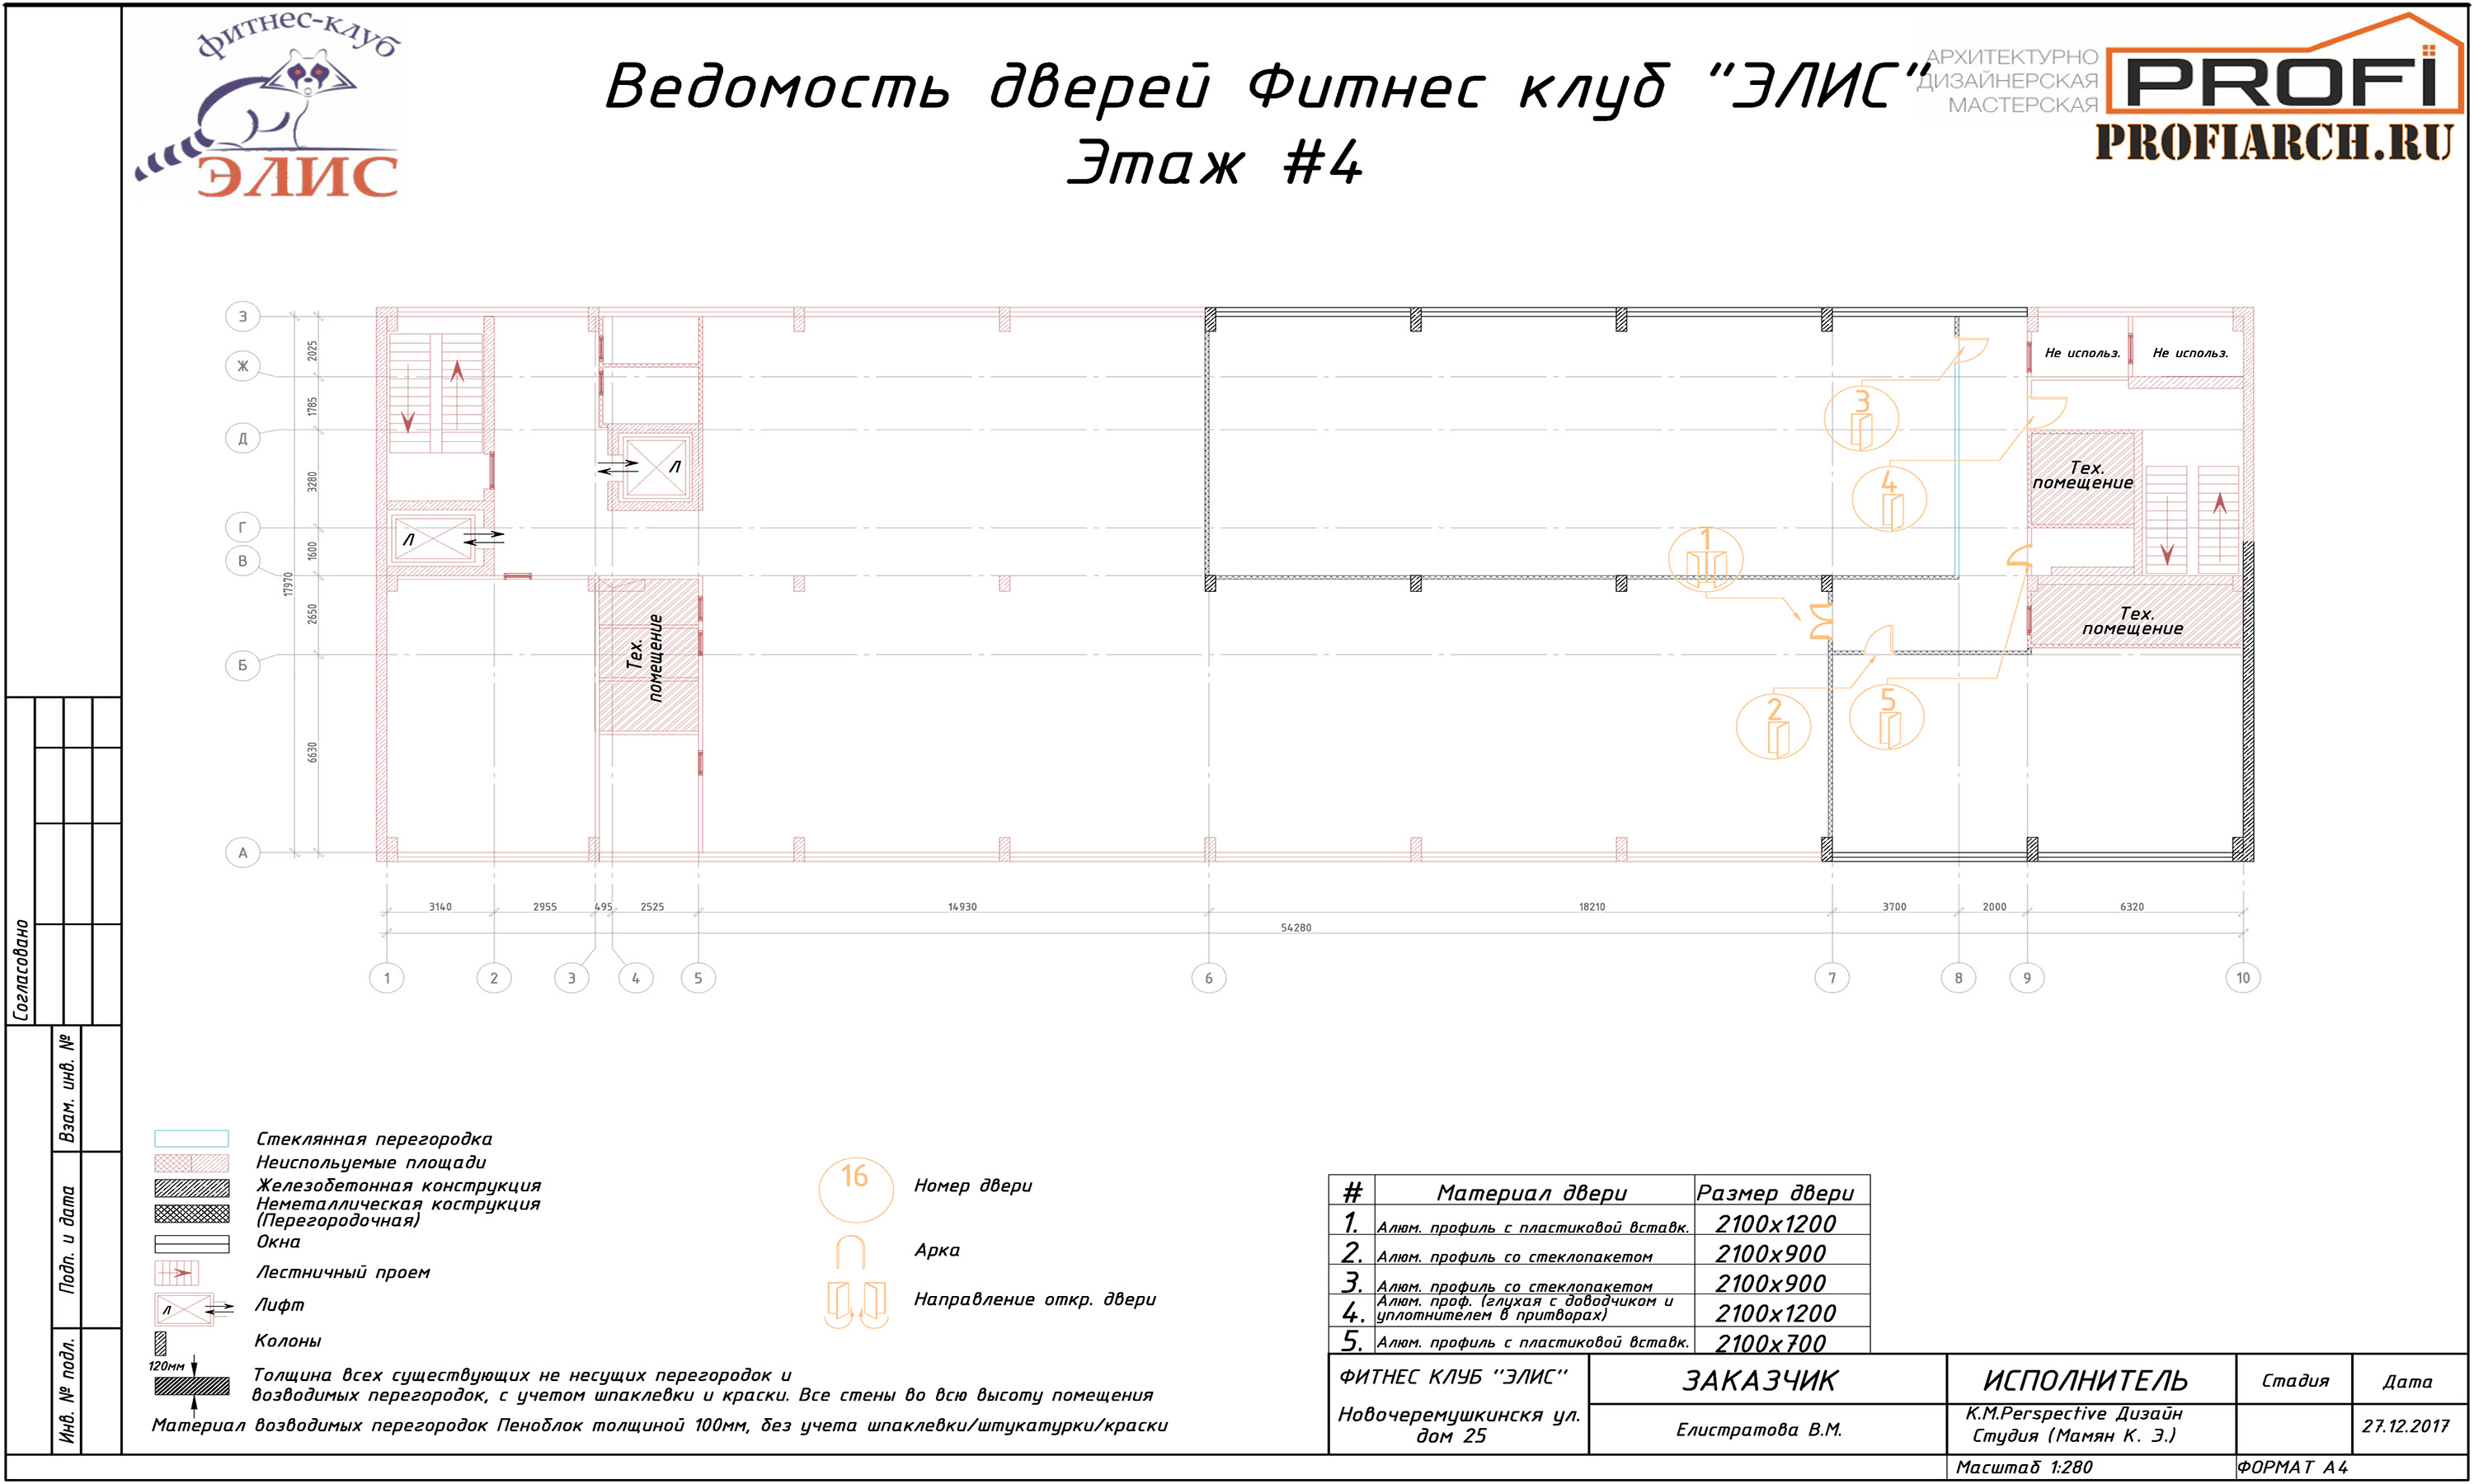 фитнес-клуб
ЭЛИС
Ведомость дверей Фитнес клуб "ЭЛИС"
Этаж #4
АРХИТЕКТУРНО
ДИЗАЙНЕРСКАЯ
МАСТЕРСКАЯ
PROFI
PROFIARCH.RU
З
Ж
Д
Г
В
Б
А
2025
1785
3280
1600
2650
6630
17970
Л
Л
Тех.
помещение
Не использ.
Не использ.
Тех.
помещение
Тех.
помещение
3
4
1
2
5
3140
2955
495
2525
14930
18210
3700
2000
6320
54280
1
2
3
4
5
6
7
8
9
10
Согласовано
Взам. инв. №
Подп. и дата
Инв. № подл.
Стеклянная перегородка
Неиспользуемые площади
Железобетонная конструкция
Неметаллическая кострукция
(Перегородочная)
Окна
Лестничный проем
Л
Лифт
Колоны
120мм
Толщина всех существующих не несущих перегородок и
возводимых перегородок, с учетом шпаклевки и краски. Все стены во всю высоту помещения
Материал возводимых перегородок Пеноблок толщиной 100мм, без учета шпаклевки/штукатурки/краски
16
Номер двери
Арка
Направление откр. двери
# Материал двери Размер двери
1. Алюм. профиль с пластиковой вставк. 2100х1200
2. Алюм. профиль со стеклопакетом 2100х900
3. Алюм. профиль со стеклопакетом 2100х900
4. Алюм. проф. (глухая с доводчиком и
уплотнителем в притворах) 2100х1200
5. Алюм. профиль с пластиковой вставк. 2100х700
ФИТНЕС КЛУБ "ЭЛИС"
Новочеремушкинскя ул.
дом 25
ЗАКАЗЧИК
Елистратова В.М.
ИСПОЛНИТЕЛЬ
K.M.Perspective Дизайн
Студия (Мамян К. Э.)
Стадия
Дата
27.12.2017
Масштаб 1:280
ФОРМАТ А4